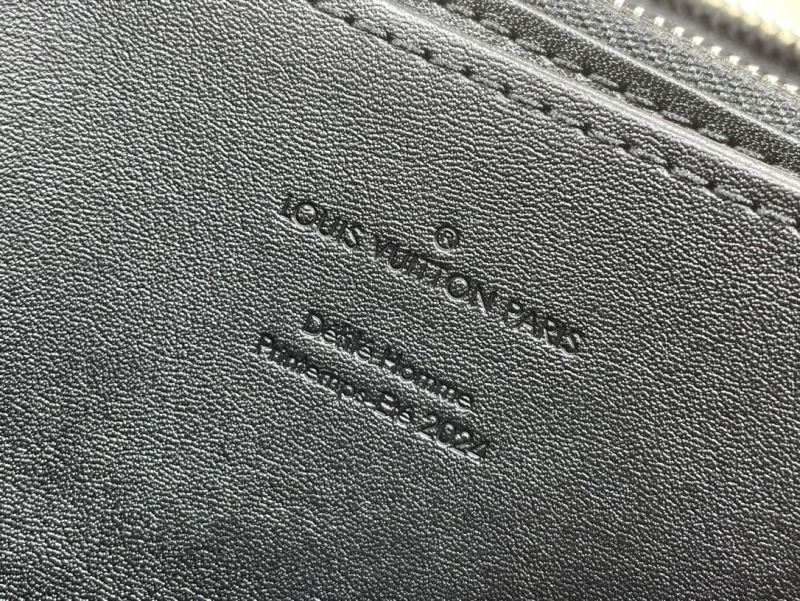 ®
LOUIS VUITTON PARIS
Défilé Homme
Printemps-Été 2024